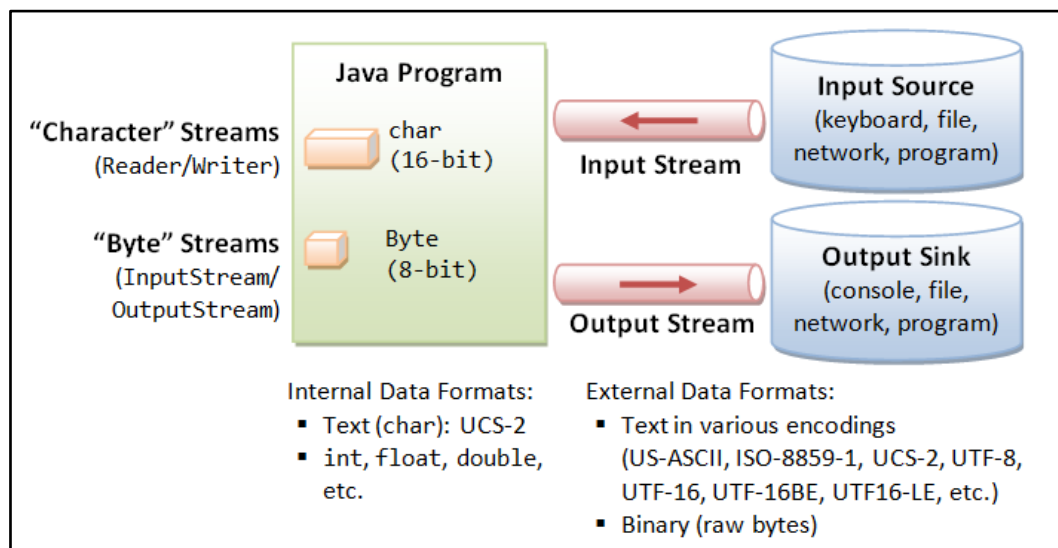 Java Program
"Character" Streams
(Reader/Writer)
char
(16-bit)
"Byte" Streams
(InputStream/
OutputStream)
Byte
(8-bit)
Input Stream
Output Stream
Input Source
(keyboard, file,
network, program)
Output Sink
(console, file,
network, program)
Internal Data Formats:
▪ Text (char): UCS-2
▪ int, float, double,
etc.
External Data Formats:
▪ Text in various encodings
(US-ASCII, ISO-8859-1, UCS-2, UTF-8,
UTF-16, UTF-16BE, UTF16-LE, etc.)
▪ Binary (raw bytes)